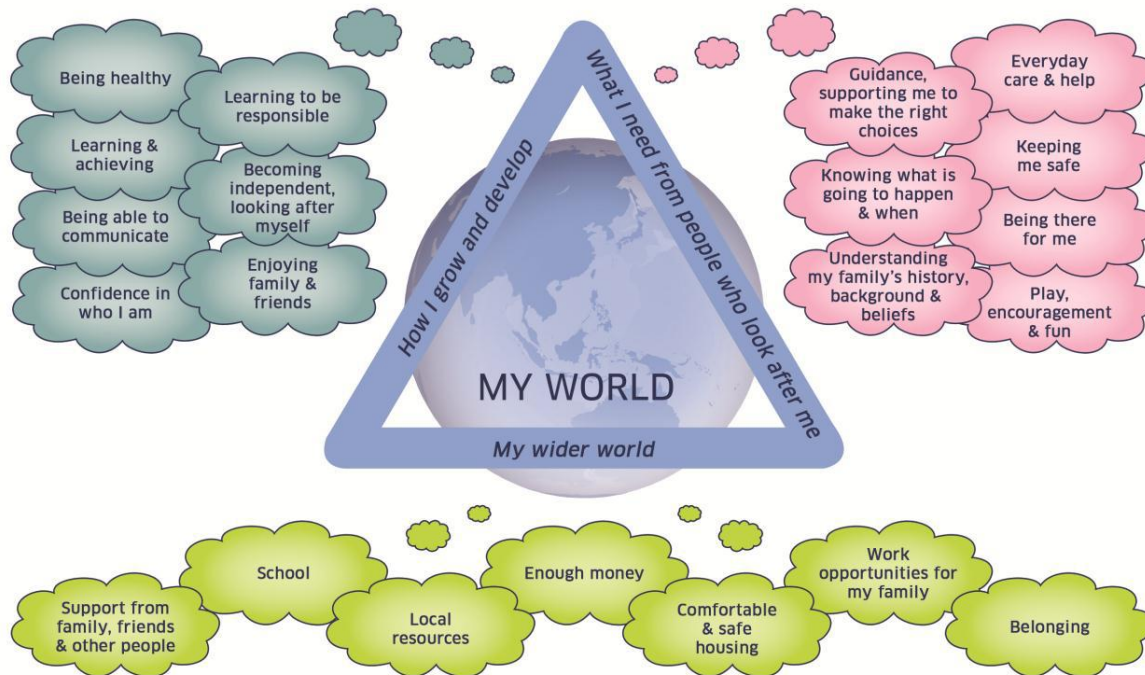 Being healthy
Learning to be
responsible
Learning &
achieving
Becoming
independent,
looking after
myself
Being able to
communicate
Enjoying
family &
friends
Confidence in
who I am
How I grow and develop
What I need from people who look after me
MY WORLD
My wider world
Guidance,
supporting me to
make the right
choices
Everyday
care & help
Keeping
me safe
Knowing what is
going to happen
& when
Being there
for me
Understanding
my family's history,
background &
beliefs
Play,
encouragement
& fun
Support from
family, friends
& other people
School
Local
resources
Enough money
Comfortable
& safe
housing
Work
opportunities for
my family
Belonging